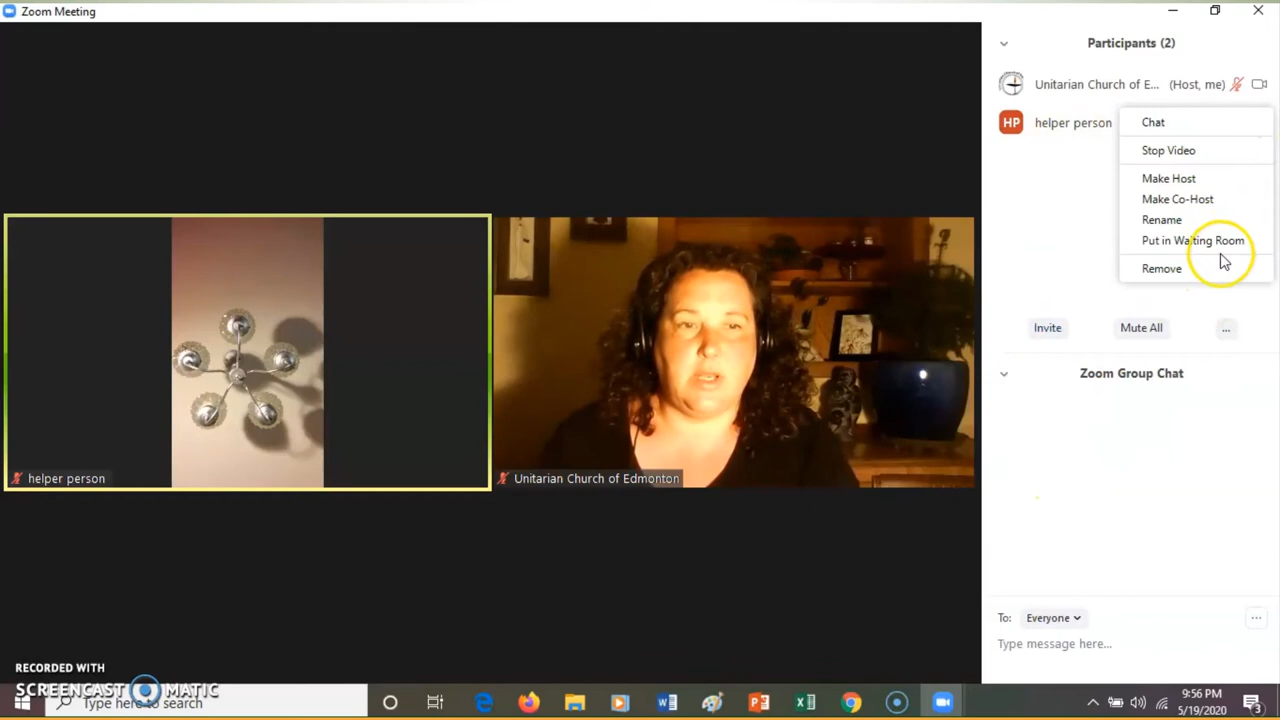 Zoom Meeting
Participants (2)
Unitarian Church of E... (Host, me)
HP helper person
Chat
Stop Video
Make Host
Make Co-Host
Rename
Put in Waiting Room
Remove
Invite Mute All ...
Zoom Group Chat
helper person
Unitarian Church of Edmonton
To: Everyone ...
Type message here...
RECORDED WITH
SCREENCAST MATIC
Type here to search
9:56 PM
5/19/2020
3